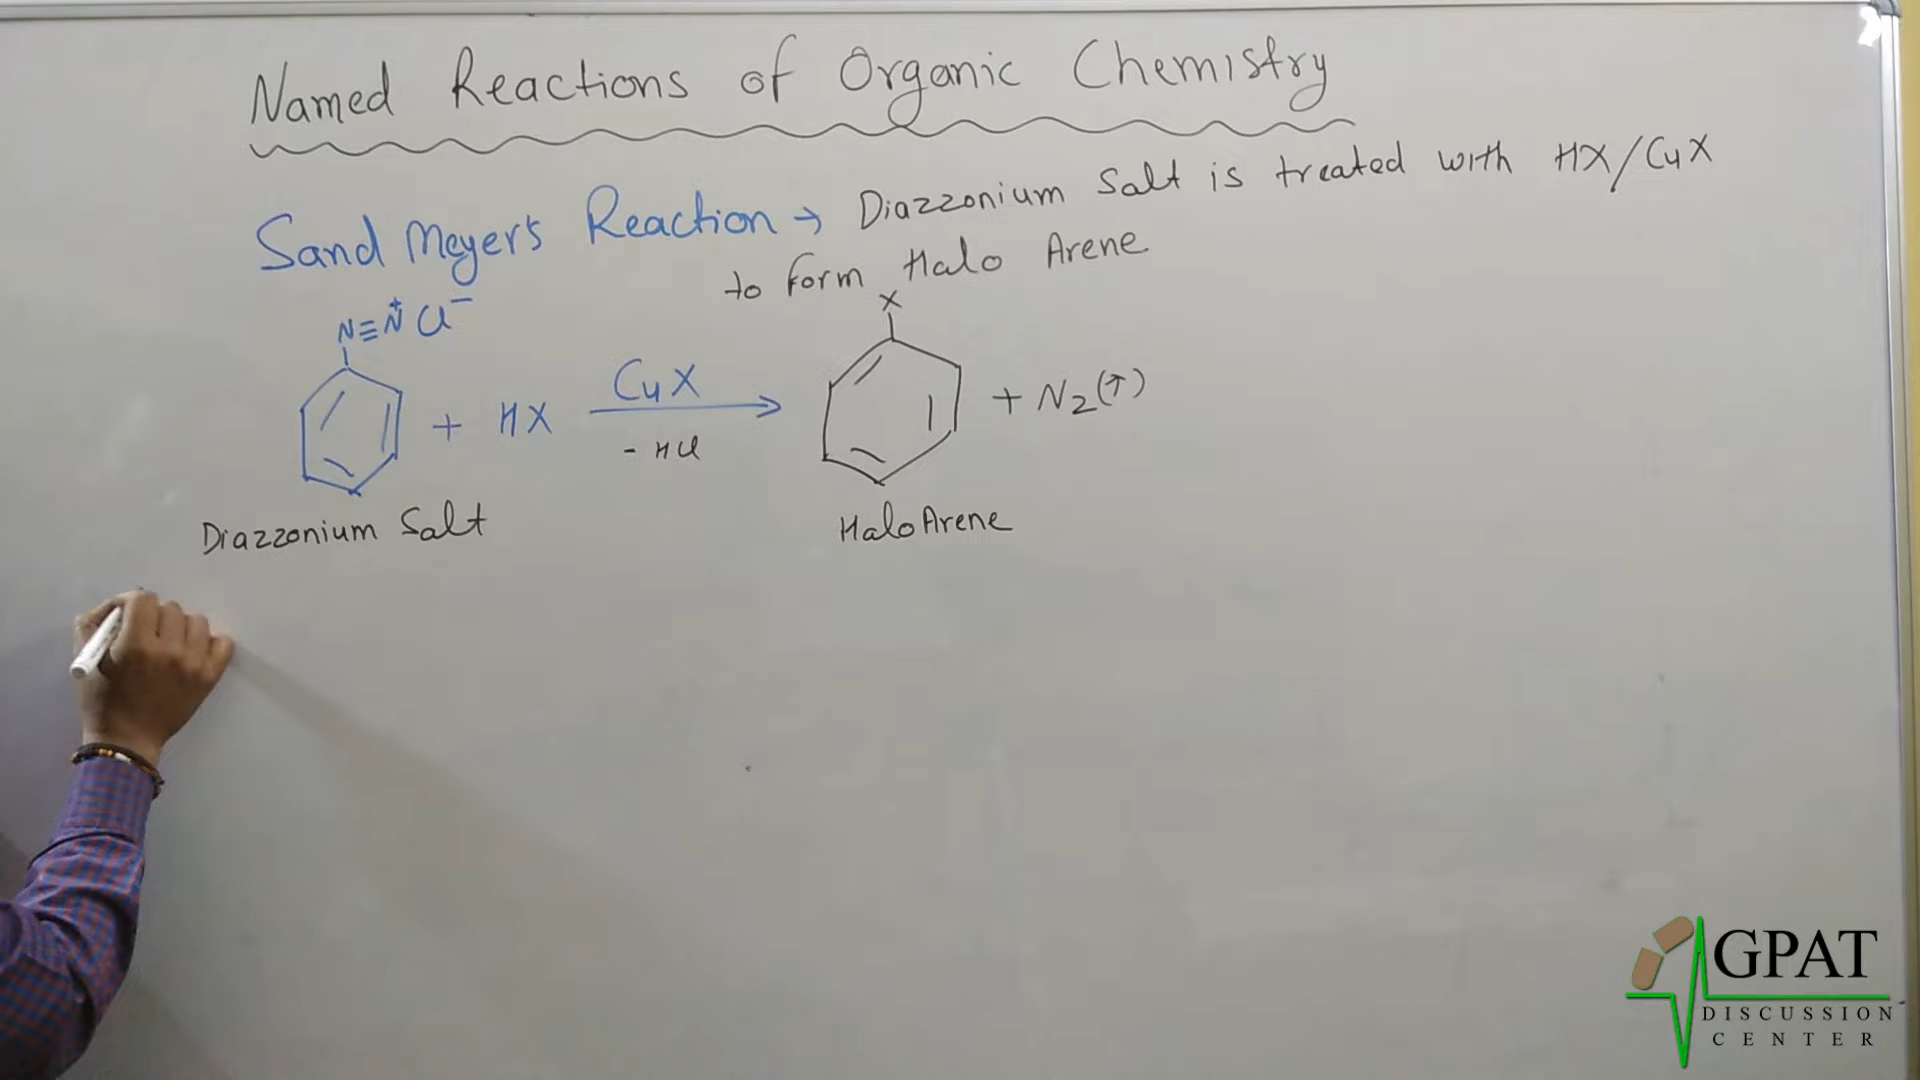 Named Reactions of Organic Chemistry
Sand Meyer's Reaction → Diazzonium Salt is treated with HX/CuX
to form Halo Arene
N≡N⁺ Cl⁻
X
+ HX
CuX
- HCl
+ N₂(↑)
Diazzonium Salt
Halo Arene
GPAT
DISCUSSION
CENTER